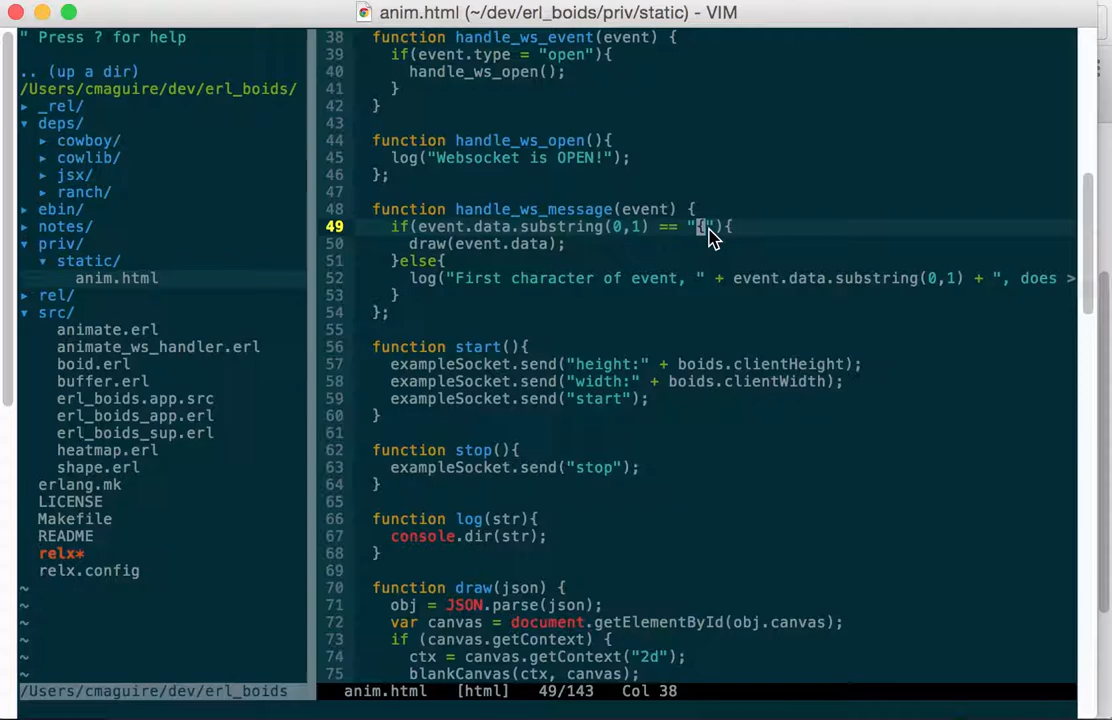 anim.html (~/dev/erl_boids/priv/static) - VIM
" Press ? for help
.. (up a dir)
/Users/cmaguire/dev/erl_boids/
▸ _rel/
▾ deps/
▸ cowboy/
▸ cowlib/
▸ jsx/
▸ ranch/
▸ ebin/
▸ notes/
▾ priv/
▾ static/
anim.html
▸ rel/
▾ src/
animate.erl
animate_ws_handler.erl
boid.erl
buffer.erl
erl_boids.app.src
erl_boids_app.erl
erl_boids_sup.erl
heatmap.erl
shape.erl
erlang.mk
LICENSE
Makefile
README
relx*
relx.config
~
~
~
~
~
~
/Users/cmaguire/dev/erl_boids
38 function handle_ws_event(event) {
39 if(event.type = "open"){
40 handle_ws_open();
41 }
42 }
43
44 function handle_ws_open(){
45 log("Websocket is OPEN!");
46 };
47
48 function handle_ws_message(event) {
49 if(event.data.substring(0,1) == "{"){
50 draw(event.data);
51 }else{
52 log("First character of event, " + event.data.substring(0,1) + ", does >
53 }
54 };
55
56 function start(){
57 exampleSocket.send("height:" + boids.clientHeight);
58 exampleSocket.send("width:" + boids.clientWidth);
59 exampleSocket.send("start");
60 }
61
62 function stop(){
63 exampleSocket.send("stop");
64 }
65
66 function log(str){
67 console.dir(str);
68 }
69
70 function draw(json) {
71 obj = JSON.parse(json);
72 var canvas = document.getElementById(obj.canvas);
73 if (canvas.getContext) {
74 ctx = canvas.getContext("2d");
75 blankCanvas(ctx, canvas);
anim.html [html] 49/143 Col 38